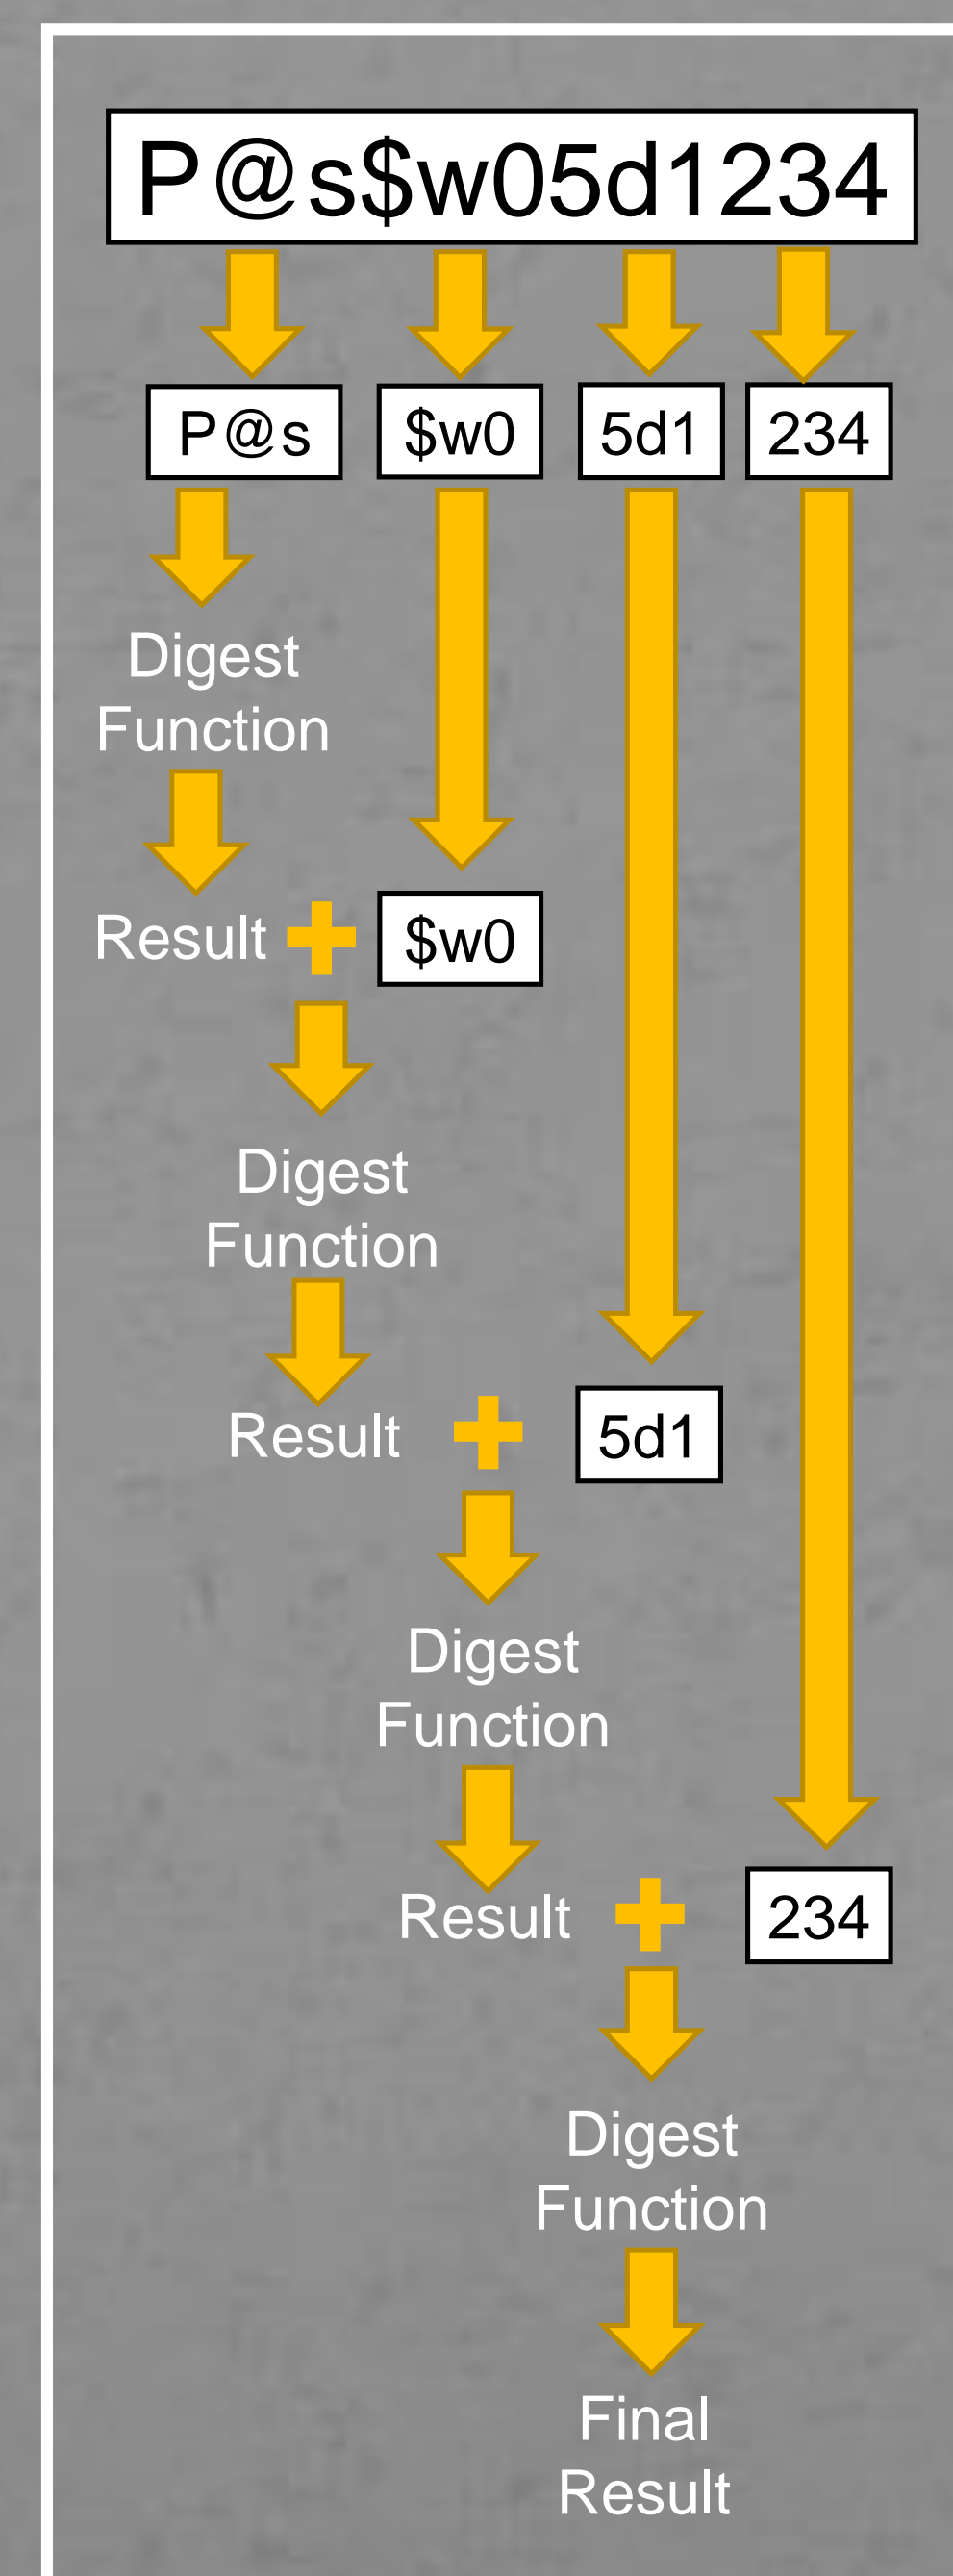 P@s$w05d1234
P@s $w0 5d1 234
Digest
Function
Result + $w0
Digest
Function
Result + 5d1
Digest
Function
Result + 234
Digest
Function
Final
Result